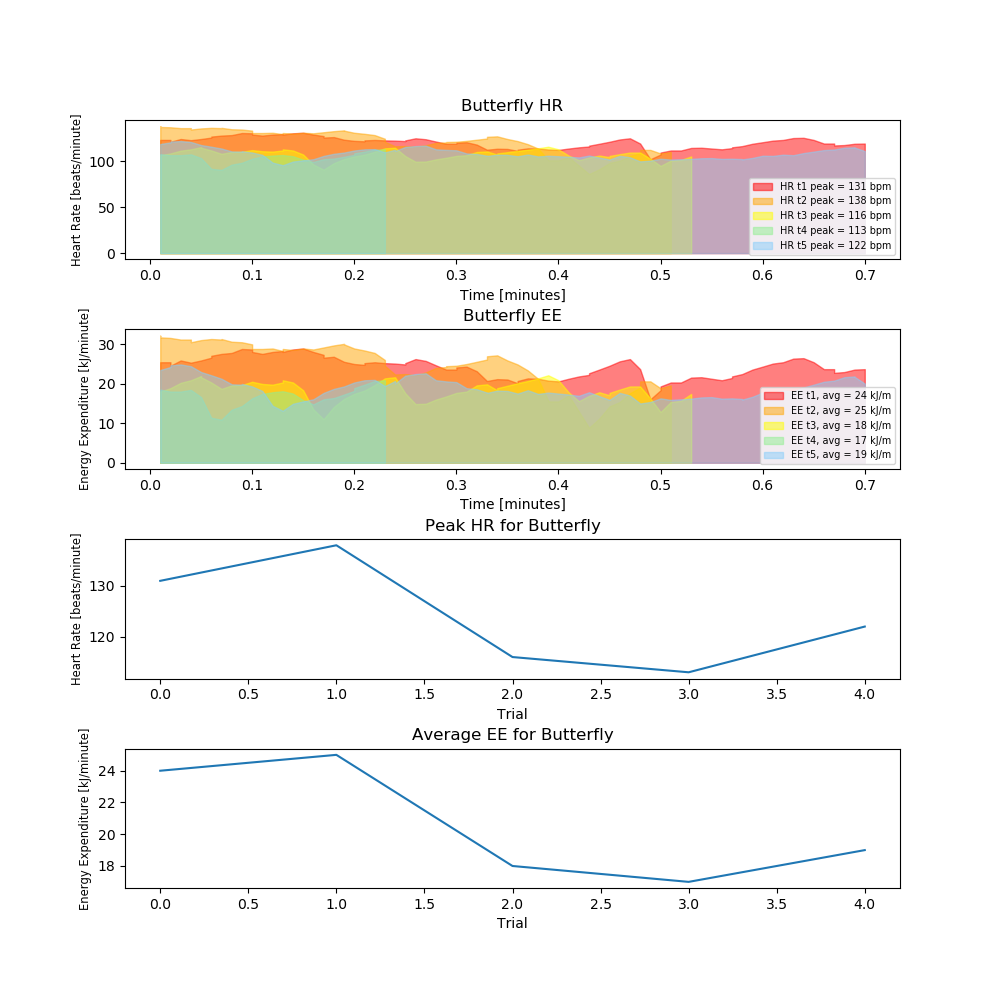 Butterfly HR
Heart Rate [beats/minute]
100
50
0
HR t1 peak = 131 bpm
HR t2 peak = 138 bpm
HR t3 peak = 116 bpm
HR t4 peak = 113 bpm
HR t5 peak = 122 bpm
0.0 0.1 0.2 0.3 0.4 0.5 0.6 0.7
Time [minutes]
Butterfly EE
Energy Expenditure [kJ/minute]
30
20
10
0
EE t1, avg = 24 kJ/m
EE t2, avg = 25 kJ/m
EE t3, avg = 18 kJ/m
EE t4, avg = 17 kJ/m
EE t5, avg = 19 kJ/m
0.0 0.1 0.2 0.3 0.4 0.5 0.6 0.7
Time [minutes]
Peak HR for Butterfly
Heart Rate [beats/minute]
130
120
0.0 0.5 1.0 1.5 2.0 2.5 3.0 3.5 4.0
Trial
Average EE for Butterfly
Energy Expenditure [kJ/minute]
24
22
20
18
0.0 0.5 1.0 1.5 2.0 2.5 3.0 3.5 4.0
Trial